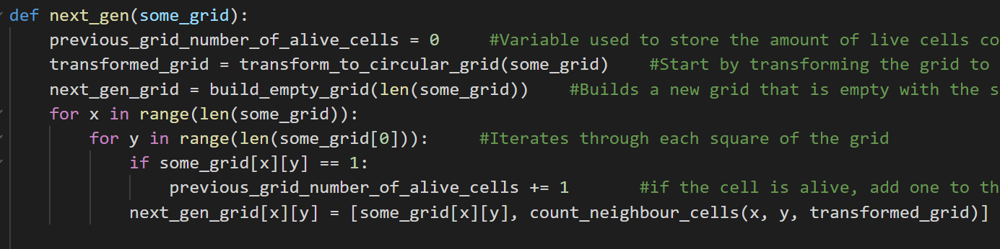 def next_gen(some_grid):
    previous_grid_number_of_alive_cells = 0     #Variable used to store the amount of live cells
    transformed_grid = transform_to_circular_grid(some_grid)    #Start by transforming the grid to
    next_gen_grid = build_empty_grid(len(some_grid))    #Builds a new grid that is empty with the
    for x in range(len(some_grid)):
        for y in range(len(some_grid[0])):     #Iterates through each square of the grid
            if some_grid[x][y] == 1:
                previous_grid_number_of_alive_cells += 1       #if the cell is alive, add one to
            next_gen_grid[x][y] = [some_grid[x][y], count_neighbour_cells(x, y, transformed_grid)]